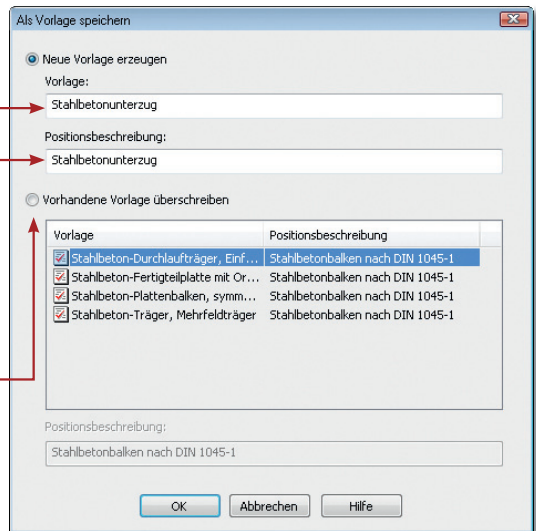 Als Vorlage speichern
Neue Vorlage erzeugen
Vorlage:
Stahlbetonunterzug
Positionsbeschreibung:
Stahlbetonunterzug
Vorhandene Vorlage überschreiben
Vorlage Positionsbeschreibung
Stahlbeton-Durchlaufträger, Einf... Stahlbetonbalken nach DIN 1045-1
Stahlbeton-Fertigteilplatte mit Or... Stahlbetonbalken nach DIN 1045-1
Stahlbeton-Plattenbalken, symm... Stahlbetonbalken nach DIN 1045-1
Stahlbeton-Träger, Mehrfeldträger Stahlbetonbalken nach DIN 1045-1
Positionsbeschreibung:
Stahlbetonbalken nach DIN 1045-1
OK Abbrechen Hilfe